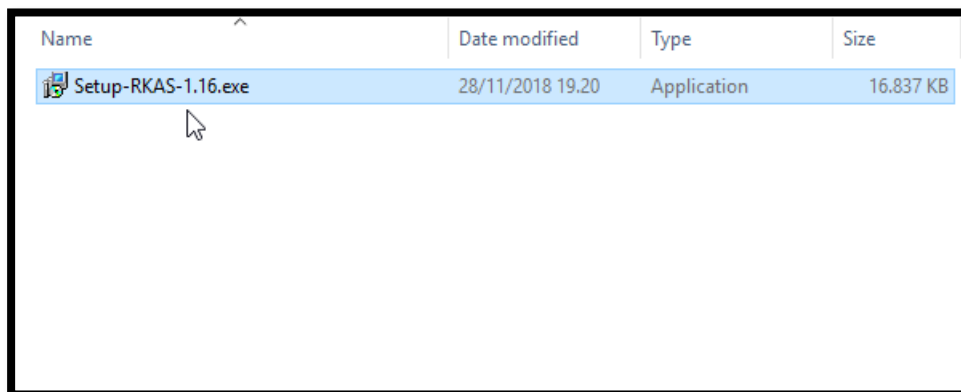 Name Date modified Type Size
Setup-RKAS-1.16.exe 28/11/2018 19.20 Application 16.837 KB